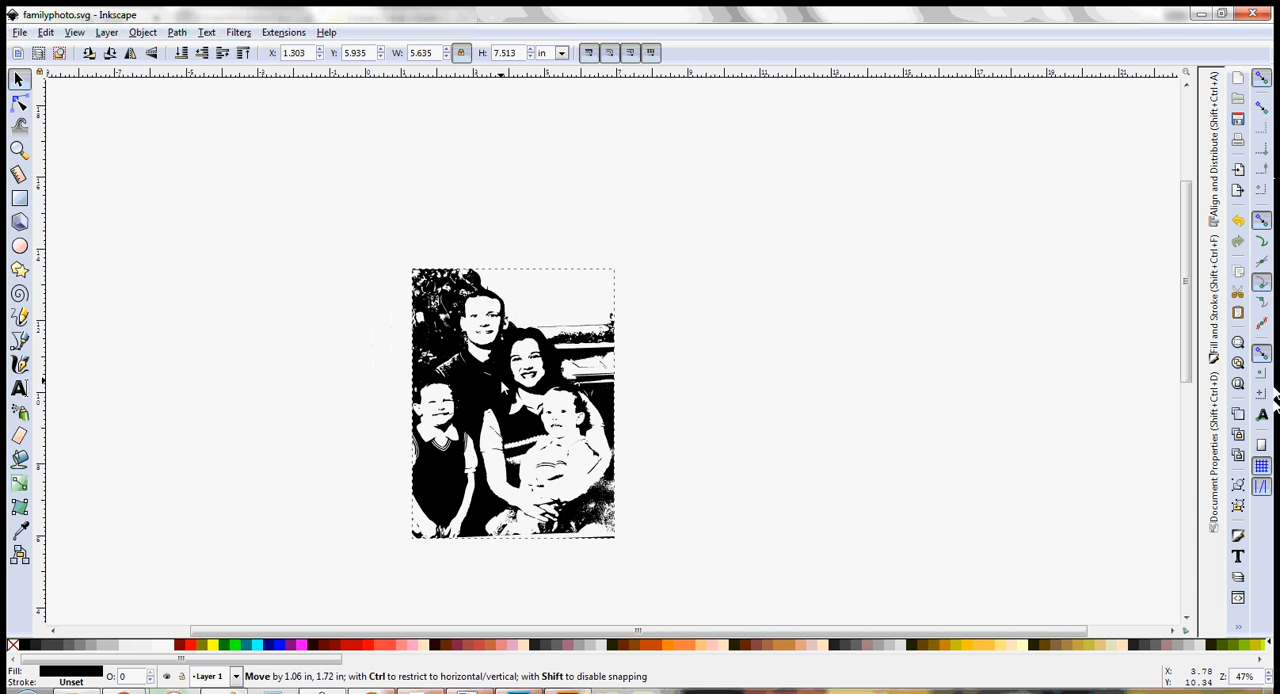 familyphoto.svg - Inkscape
File Edit View Layer Object Path Text Filters Extensions Help
X: 1.303 Y: 5.935 W: 5.635 H: 7.513 in
Align and Distribute (Shift+Ctrl+A)
Fill and Stroke (Shift+Ctrl+F)
Document Properties (Shift+Ctrl+D)
Fill:
Stroke: Unset O: 0 Layer 1 Move by 1.06 in, 1.72 in; with Ctrl to restrict to horizontal/vertical; with Shift to disable snapping
X: 3.78
Y: 10.34 Z: 47%